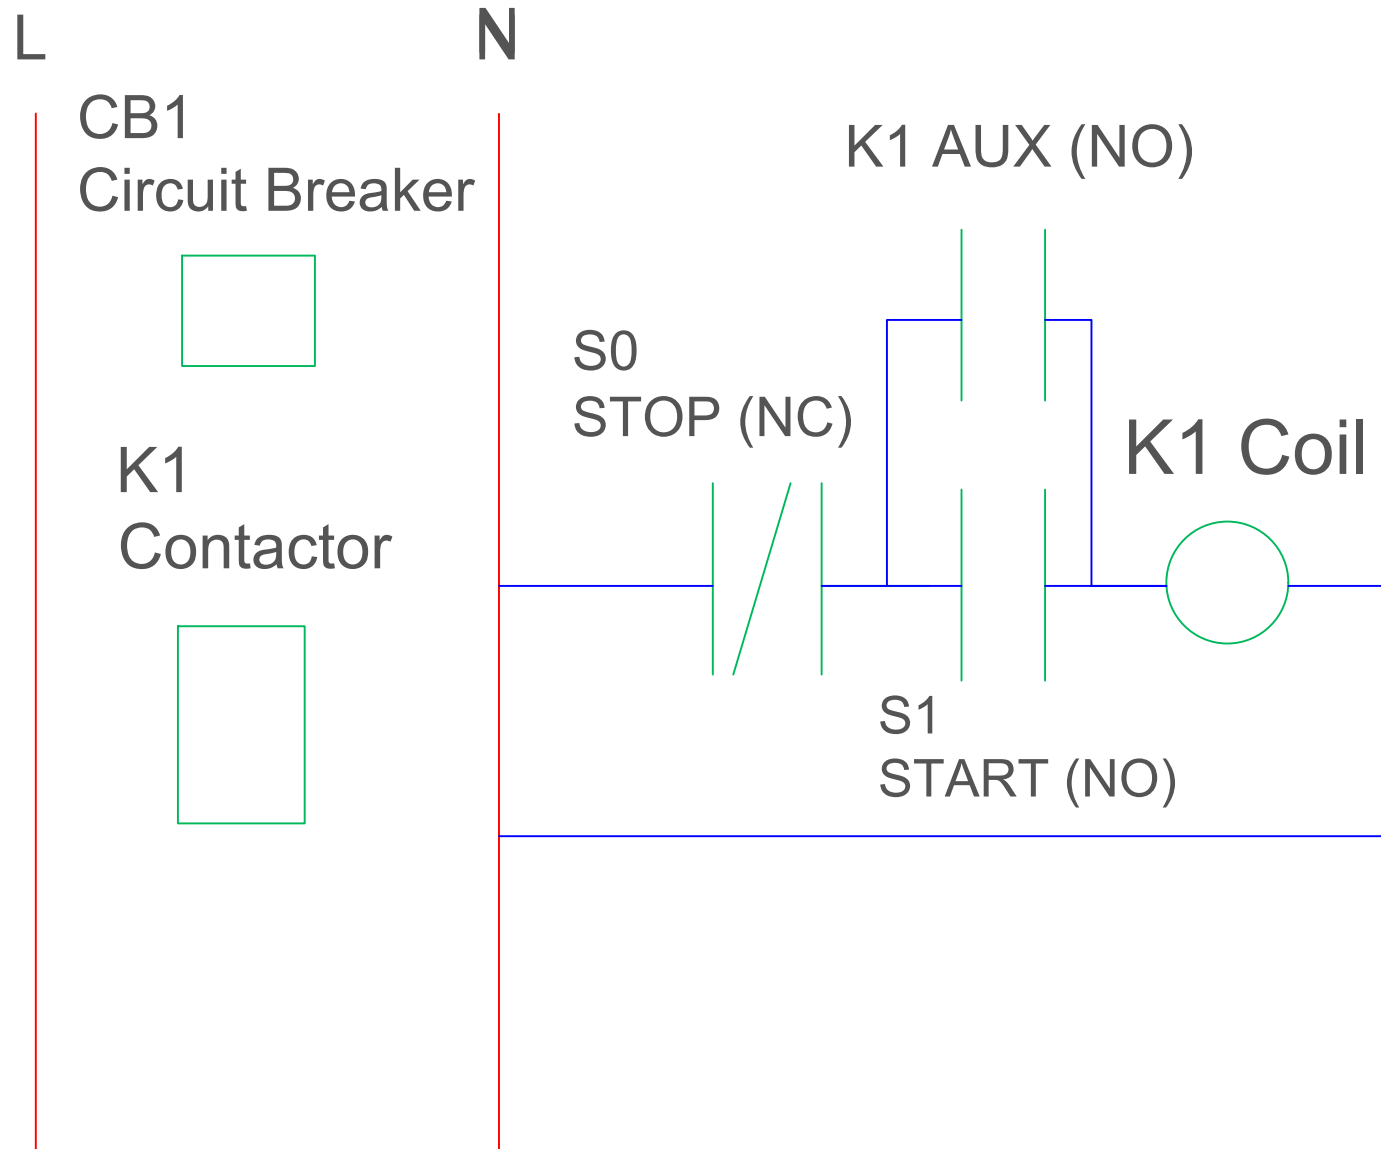 L
N
CB1
Circuit Breaker
K1 AUX (NO)
S0
STOP (NC)
K1 Coil
K1
Contactor
S1
START (NO)